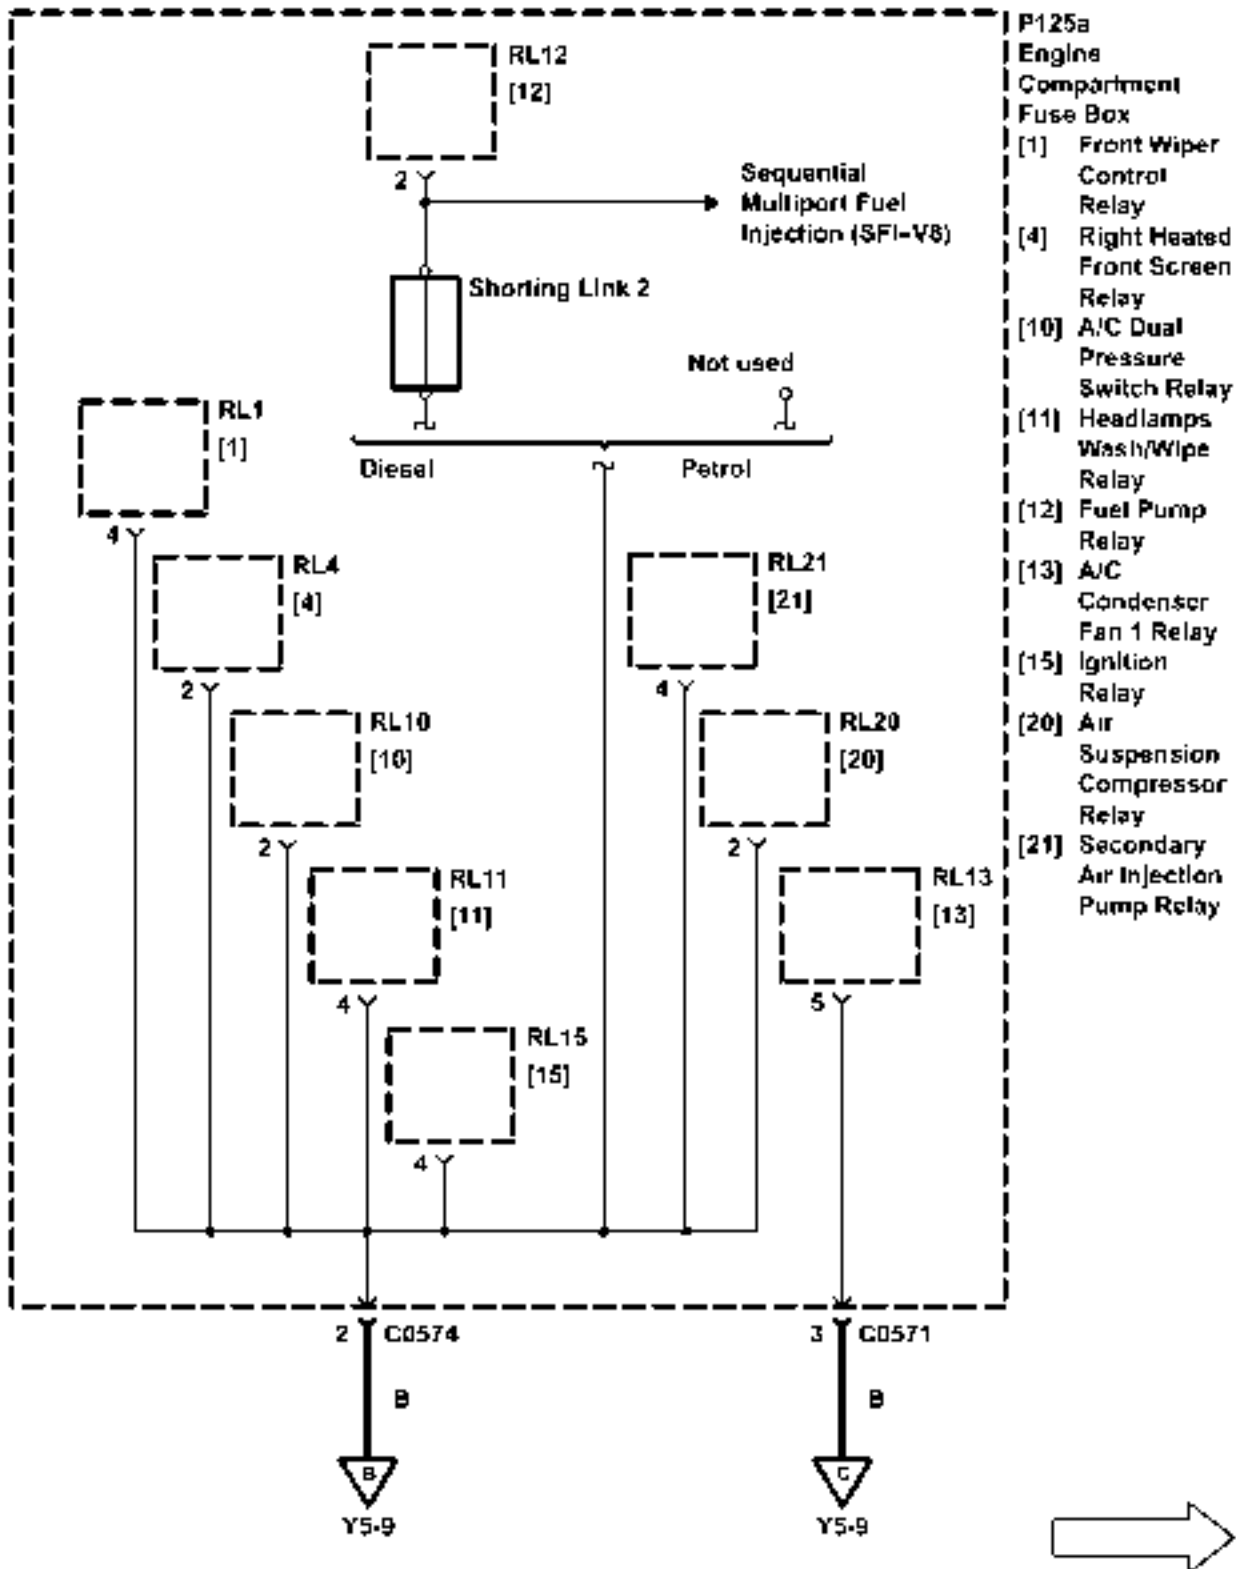 P125a
Engine
Compartment
Fuse Box
[1] Front Wiper
Control
Relay
[4] Right Heated
Front Screen
Relay
[10] A/C Dual
Pressure
Switch Relay
[11] Headlamps
Wash/Wipe
Relay
[12] Fuel Pump
Relay
[13] A/C
Condenser
Fan 1 Relay
[15] Ignition
Relay
[20] Air
Suspension
Compressor
Relay
[21] Secondary
Air Injection
Pump Relay
RL12
[12]
2
Sequential
Multiport Fuel
Injection (SFI-V8)
Shorting Link 2
Not used
Diesel
Petrol
RL1
[1]
4
RL4
[4]
2
RL21
[21]
4
RL10
[10]
2
RL20
[20]
2
RL11
[11]
4
RL13
[13]
5
RL15
[15]
4
2 C0574
3 C0571
B
B
B
C
Y5-9
Y5-9